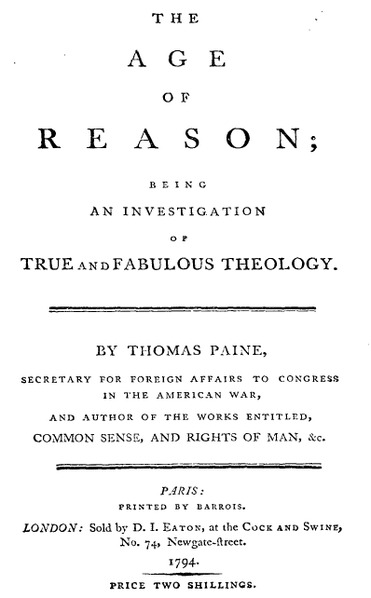 THE
AGE
OF
REASON;
BEING
AN INVESTIGATION
OF
TRUE AND FABULOUS THEOLOGY.
BY THOMAS PAINE,
SECRETARY FOR FOREIGN AFFAIRS TO CONGRESS
IN THE AMERICAN WAR,
AND AUTHOR OF THE WORKS ENTITLED,
COMMON SENSE, AND RIGHTS OF MAN, &c.
PARIS:
PRINTED BY BARROIS.
LONDON: Sold by D. I. EATON, at the COCK AND SWINE,
No. 74, Newgate-ſtreet.
1794.
PRICE TWO SHILLINGS.